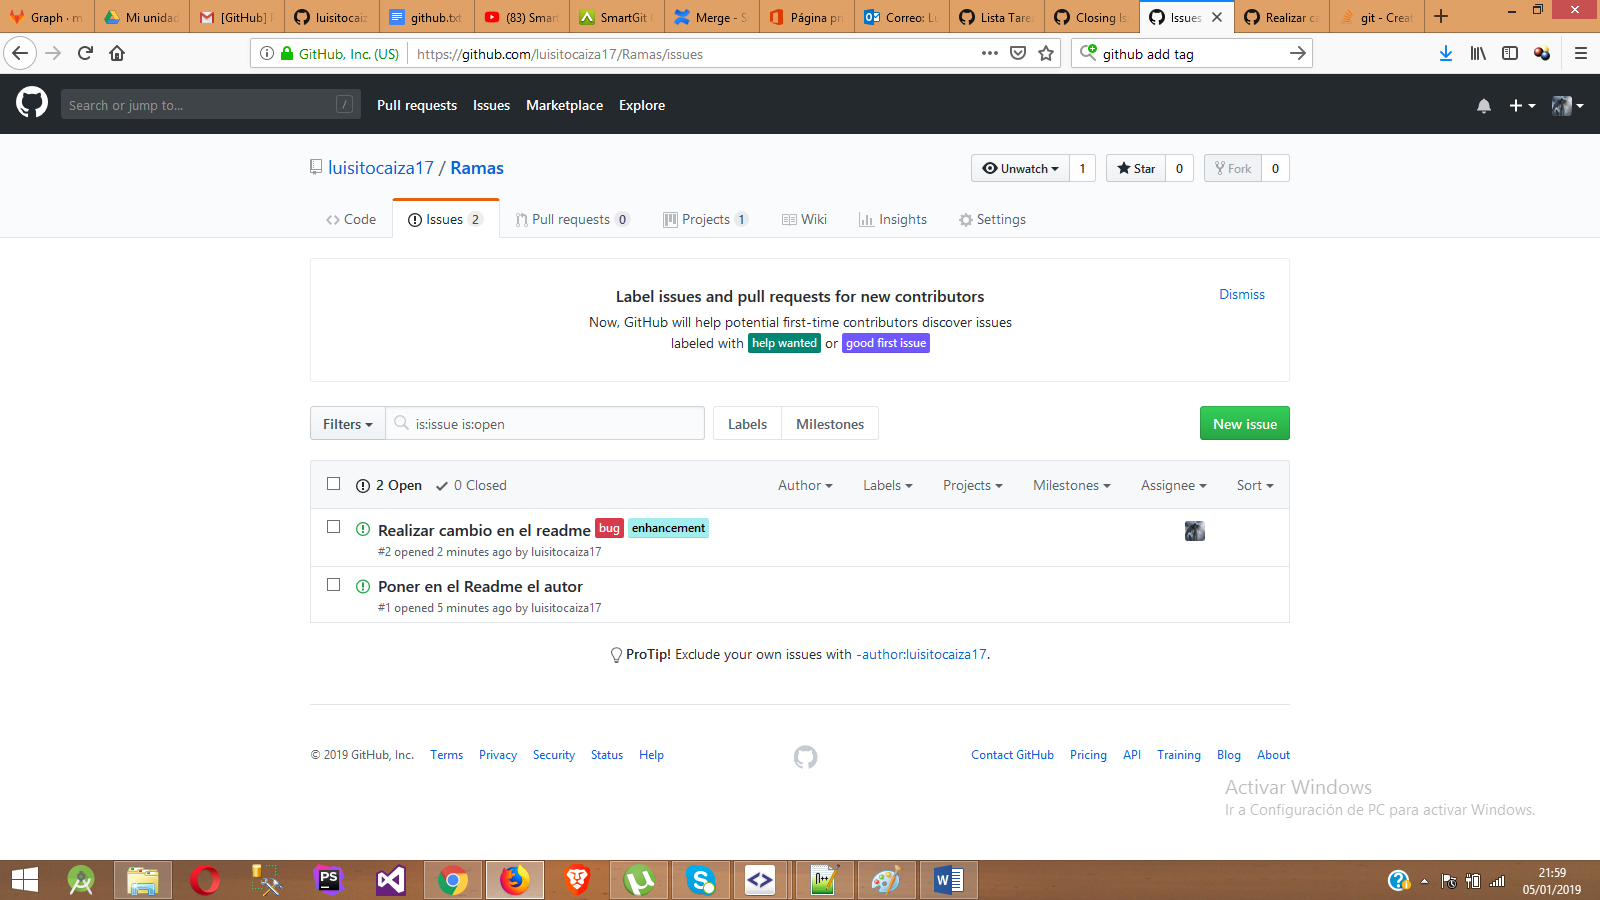 Graph · m
Mi unidad
[GitHub] P
luisitocaiz
github.txt
(83) Smart
SmartGit
Merge - S
Página pri
Correo: Lu
Lista Tarea
Closing Is
Issues
Realizar ca
git - Creat
GitHub, Inc. (US)
https://github.com/luisitocaiza17/Ramas/issues
github add tag
Search or jump to...
/
Pull requests
Issues
Marketplace
Explore
luisitocaiza17 / Ramas
Unwatch 1
Star 0
Fork 0
Code
Issues 2
Pull requests 0
Projects 1
Wiki
Insights
Settings
Label issues and pull requests for new contributors
Dismiss
Now, GitHub will help potential first-time contributors discover issues
labeled with help wanted or good first issue
Filters
is:issue is:open
Labels
Milestones
New issue
2 Open
0 Closed
Author
Labels
Projects
Milestones
Assignee
Sort
Realizar cambio en el readme bug enhancement
#2 opened 2 minutes ago by luisitocaiza17
Poner en el Readme el autor
#1 opened 5 minutes ago by luisitocaiza17
ProTip! Exclude your own issues with -author:luisitocaiza17.
© 2019 GitHub, Inc.
Terms
Privacy
Security
Status
Help
Contact GitHub
Pricing
API
Training
Blog
About
Activar Windows
Ir a Configuración de PC para activar Windows.
PS
21:59
05/01/2019